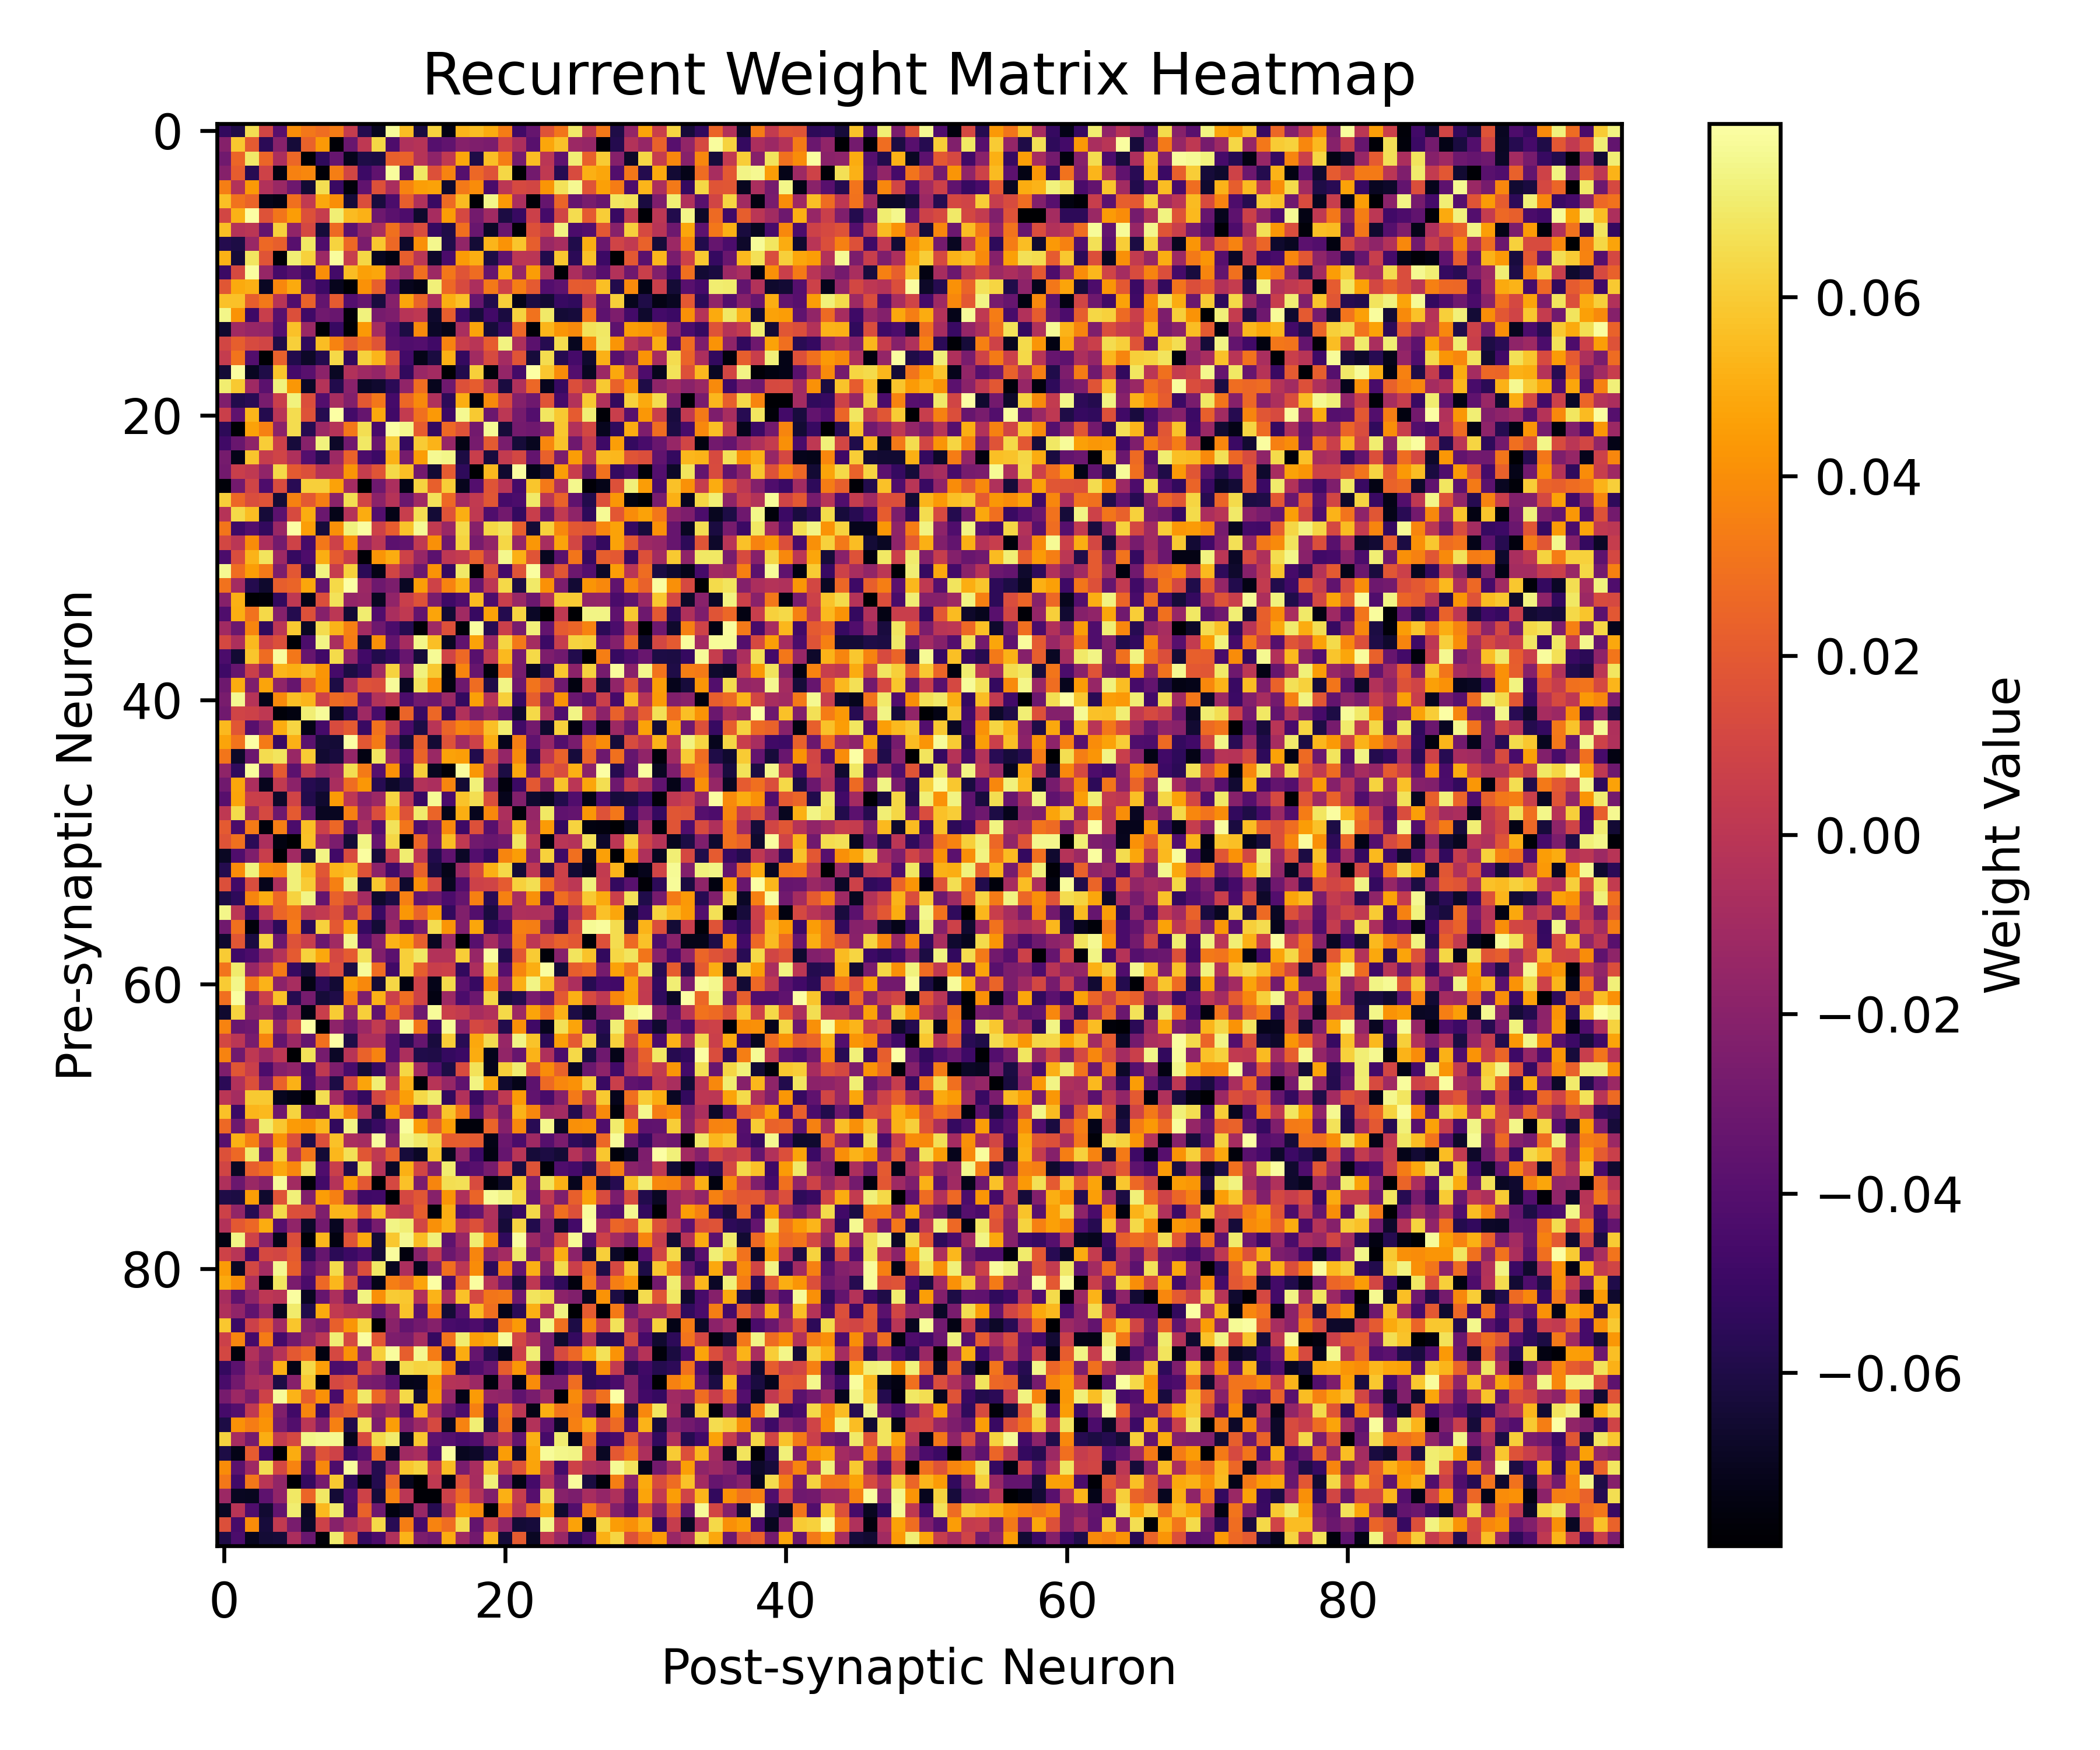 Recurrent Weight Matrix Heatmap
Pre-synaptic Neuron
0
20
40
60
80
0 20 40 60 80
Post-synaptic Neuron
0.06
0.04
0.02
0.00
−0.02
−0.04
−0.06
Weight Value